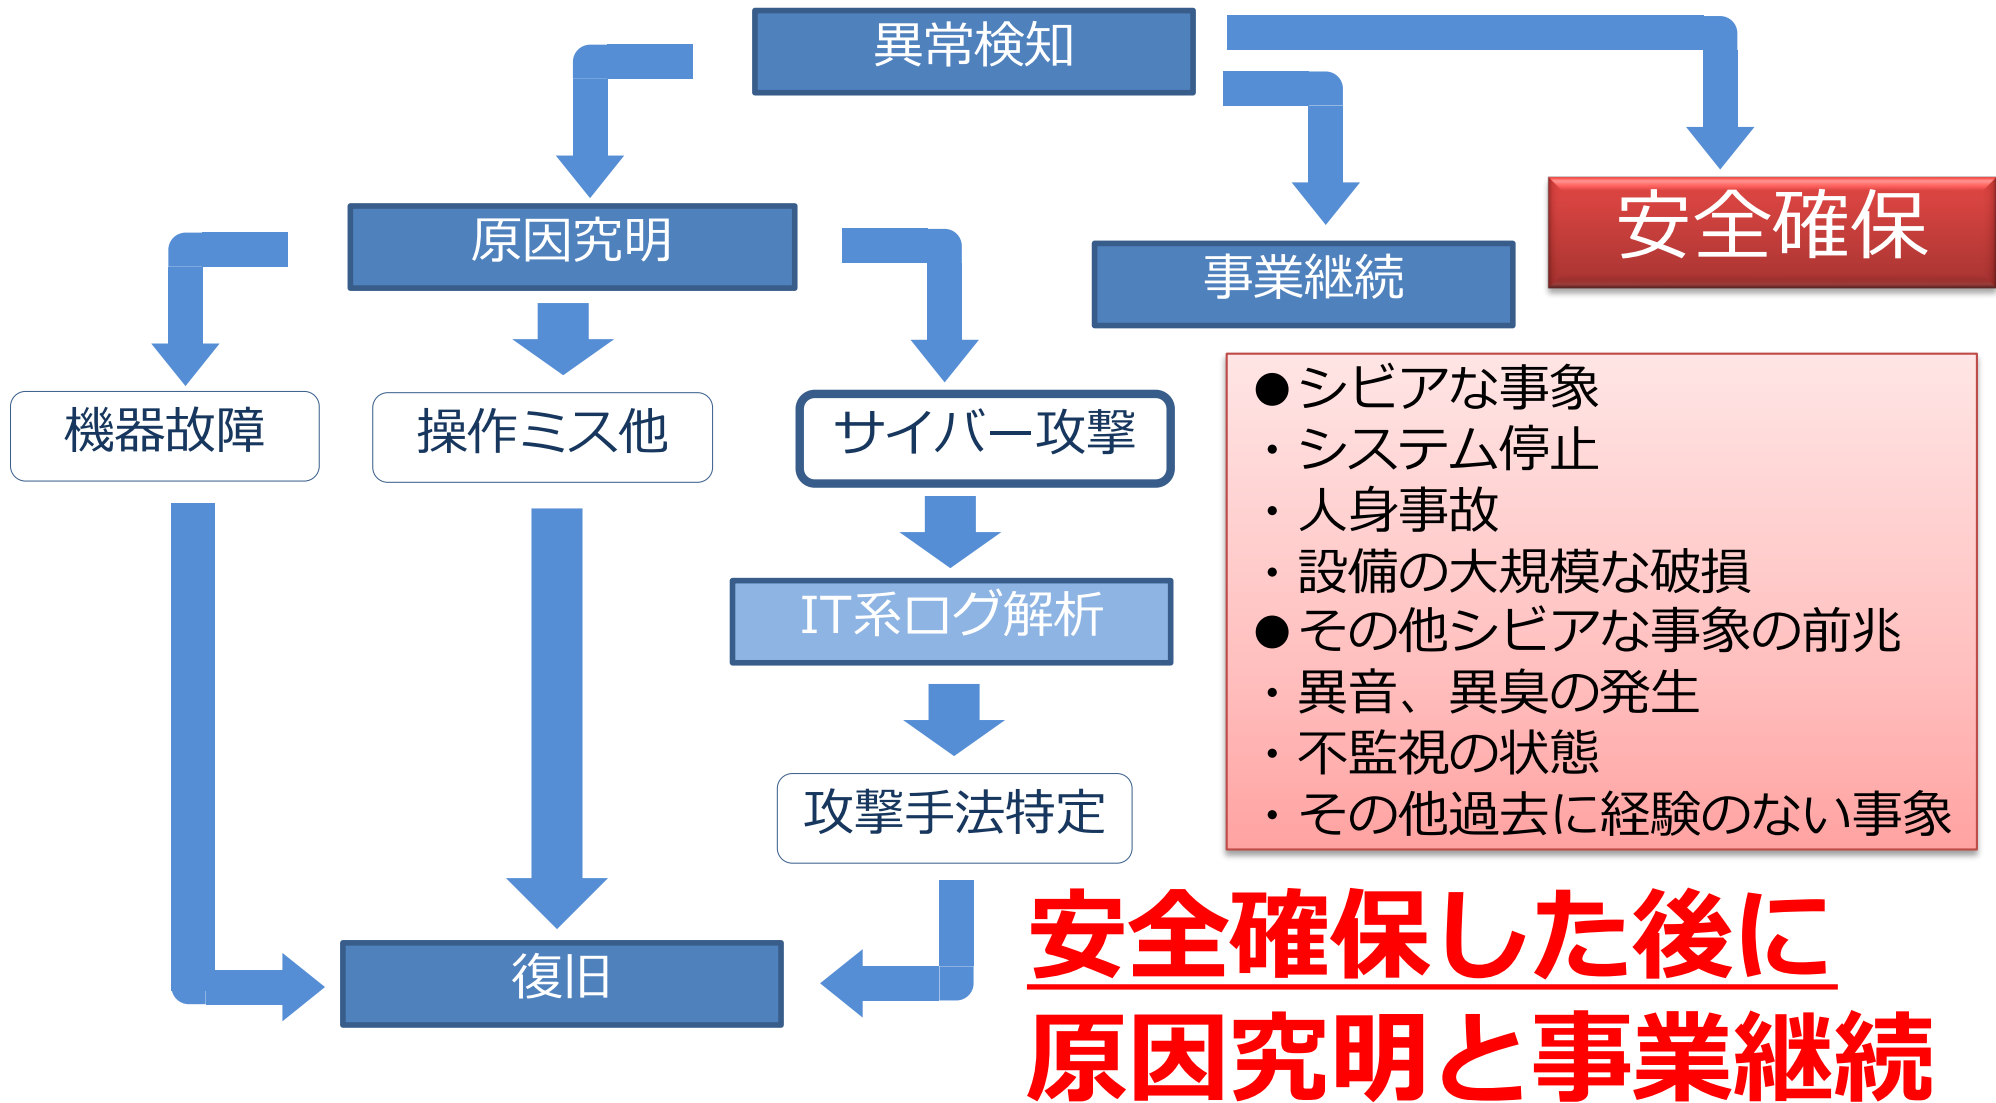 異常検知
安全確保
原因究明
事業継続
機器故障
操作ミス他
サイバー攻撃
IT系ログ解析
攻撃手法特定
復旧
●シビアな事象
・システム停止
・人身事故
・設備の大規模な破損
●その他シビアな事象の前兆
・異音、異臭の発生
・不監視の状態
・その他過去に経験のない事象
安全確保した後に
原因究明と事業継続